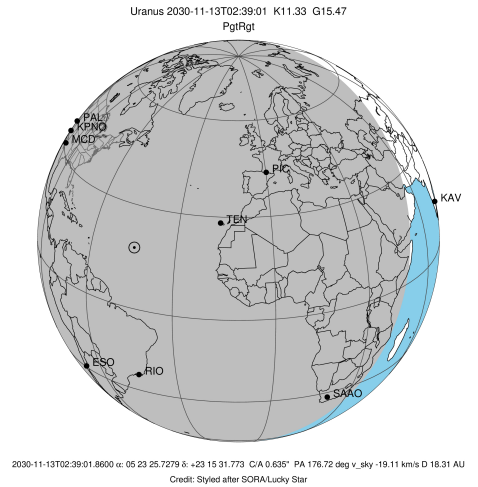 Uranus 2030-11-13T02:39:01 K11.33 G15.47
PgtRgt
PAL
KPNO
MCD
PIC
KAV
TEN
ESO
RIO
SAAO
2030-11-13T02:39:01.8600 α: 05 23 25.7279 δ: +23 15 31.773 C/A 0.635" PA 176.72 deg v_sky -19.11 km/s D 18.31 AU
Credit: Styled after SORA/Lucky Star